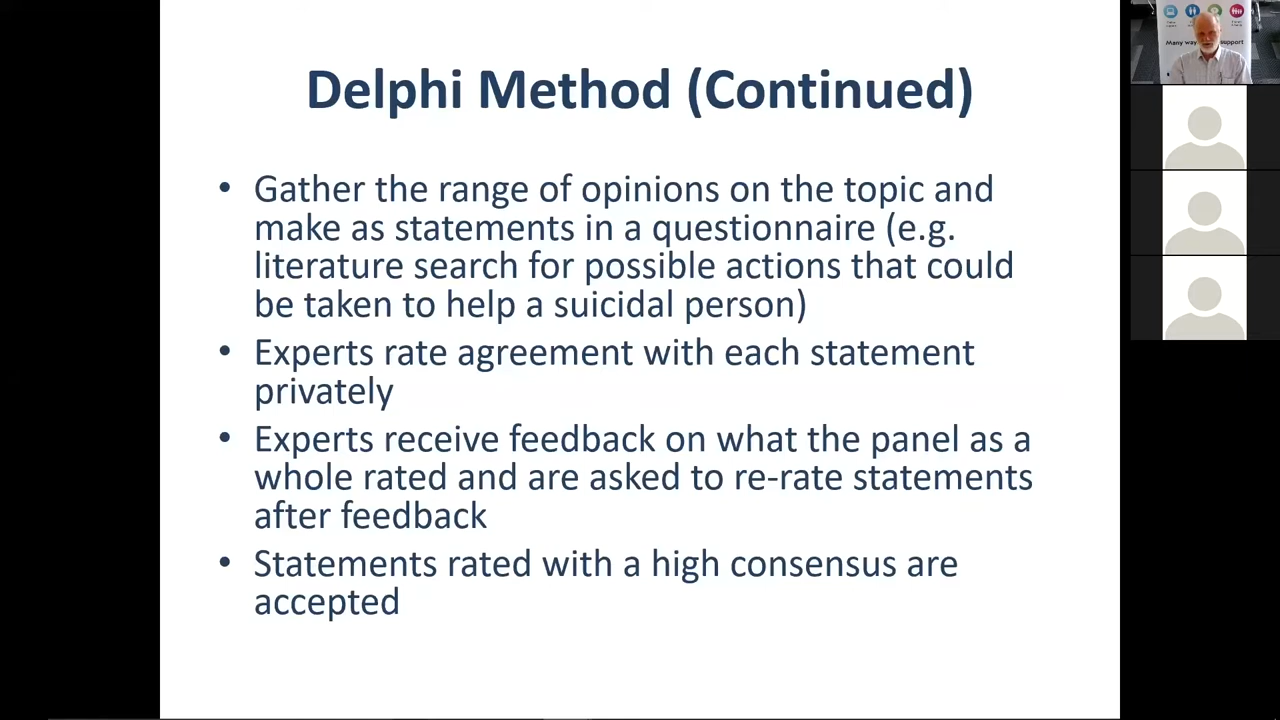 Delphi Method (Continued)
• Gather the range of opinions on the topic and
make as statements in a questionnaire (e.g.
literature search for possible actions that could
be taken to help a suicidal person)
• Experts rate agreement with each statement
privately
• Experts receive feedback on what the panel as a
whole rated and are asked to re-rate statements
after feedback
• Statements rated with a high consensus are
accepted
Many support